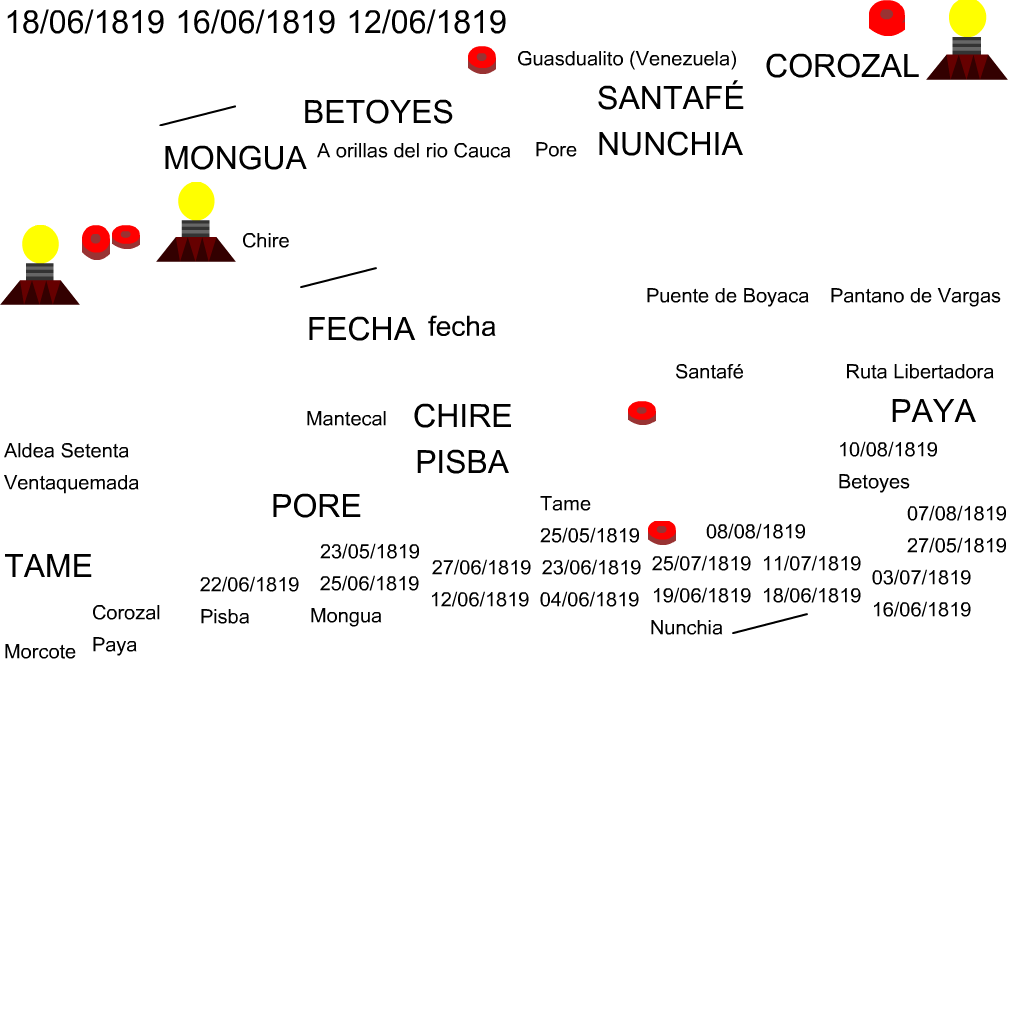 18/06/1819 16/06/1819 12/06/1819
Guasdualito (Venezuela)
COROZAL
SANTAFÉ
BETOYES
MONGUA
A orillas del rio Cauca
Pore
NUNCHIA
Chire
Puente de Boyaca
Pantano de Vargas
FECHA
fecha
Santafé
Ruta Libertadora
Mantecal
CHIRE
PAYA
Aldea Setenta
PISBA
10/08/1819
Ventaquemada
Betoyes
PORE
Tame
07/08/1819
25/05/1819
08/08/1819
27/05/1819
TAME
23/05/1819
27/06/1819
23/06/1819
25/07/1819
11/07/1819
03/07/1819
22/06/1819
25/06/1819
12/06/1819
04/06/1819
19/06/1819
18/06/1819
16/06/1819
Corozal
Pisba
Mongua
Nunchia
Morcote
Paya